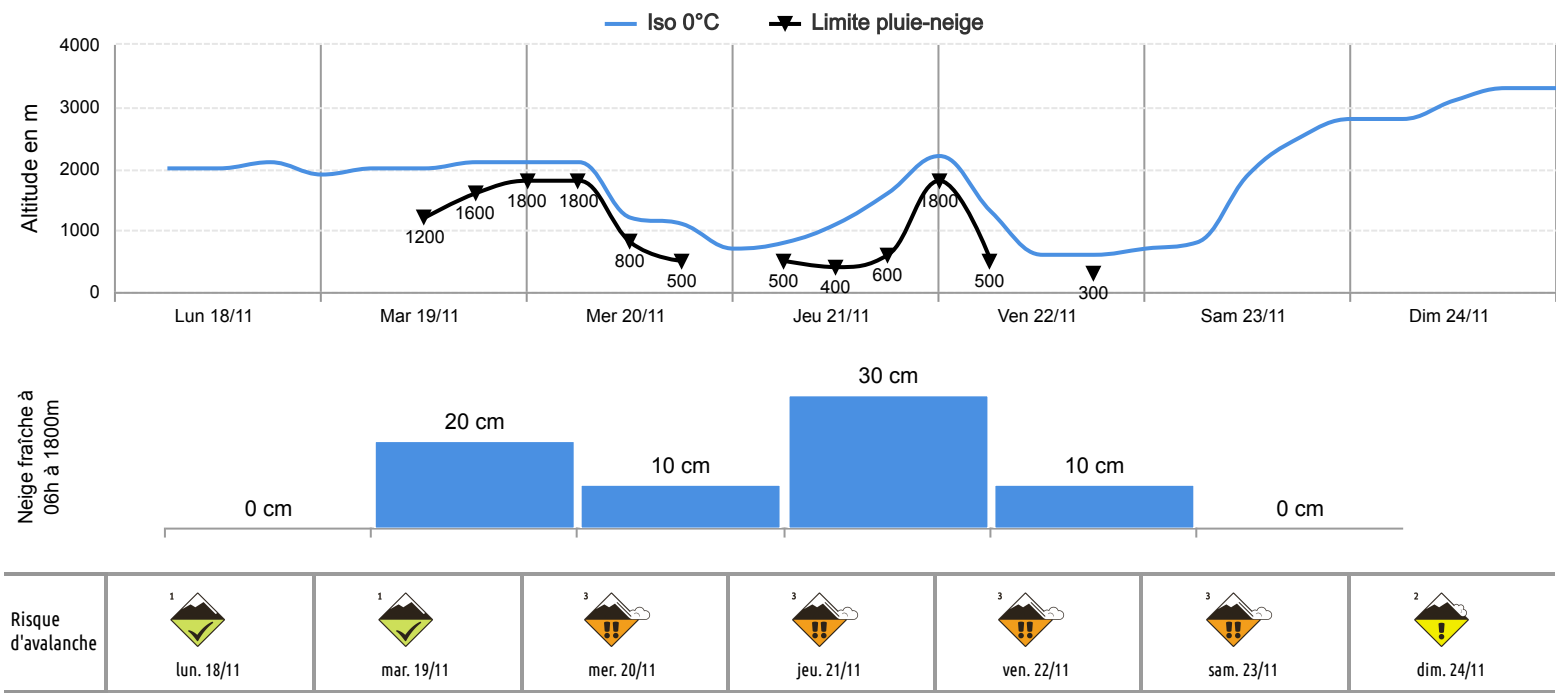 Iso 0°C Limite pluie-neige
Altitude en m
4000
3000
2000
1000
0
1200 1600 1800 1800 800 500 500 400 600 1800 500 300
Lun 18/11 Mar 19/11 Mer 20/11 Jeu 21/11 Ven 22/11 Sam 23/11 Dim 24/11
Neige fraîche à
06h à 1800m
0 cm 20 cm 10 cm 30 cm 10 cm 0 cm
Risque
d'avalanche
1 1 3 3 3 3 2
!! !! !! !! !
lun. 18/11 mar. 19/11 mer. 20/11 jeu. 21/11 ven. 22/11 sam. 23/11 dim. 24/11